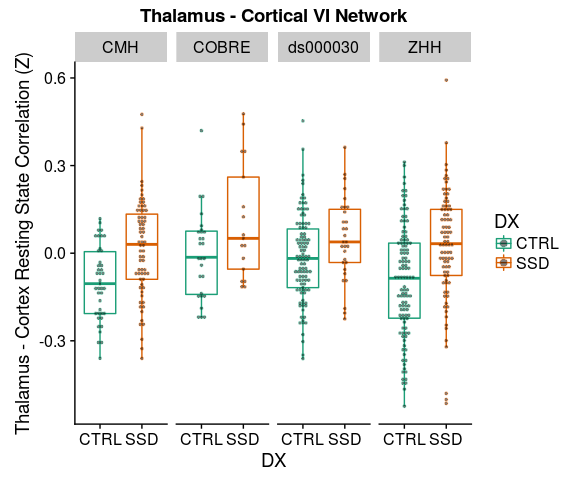 Thalamus - Cortical VI Network
CMH COBRE ds000030 ZHH
Thalamus - Cortex Resting State Correlation (Z)
0.6
0.3
0.0
-0.3
CTRL SSD CTRL SSD CTRL SSD CTRL SSD
DX
DX
CTRL
SSD